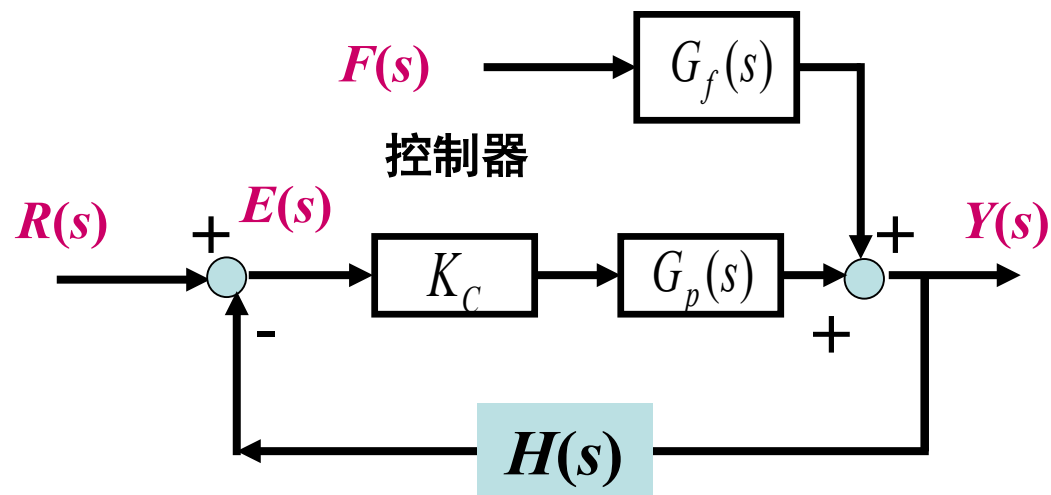 F(s)
G_f(s)
控制器
R(s)
+
E(s)
+
Y(s)
K_C
G_p(s)
-
+
H(s)